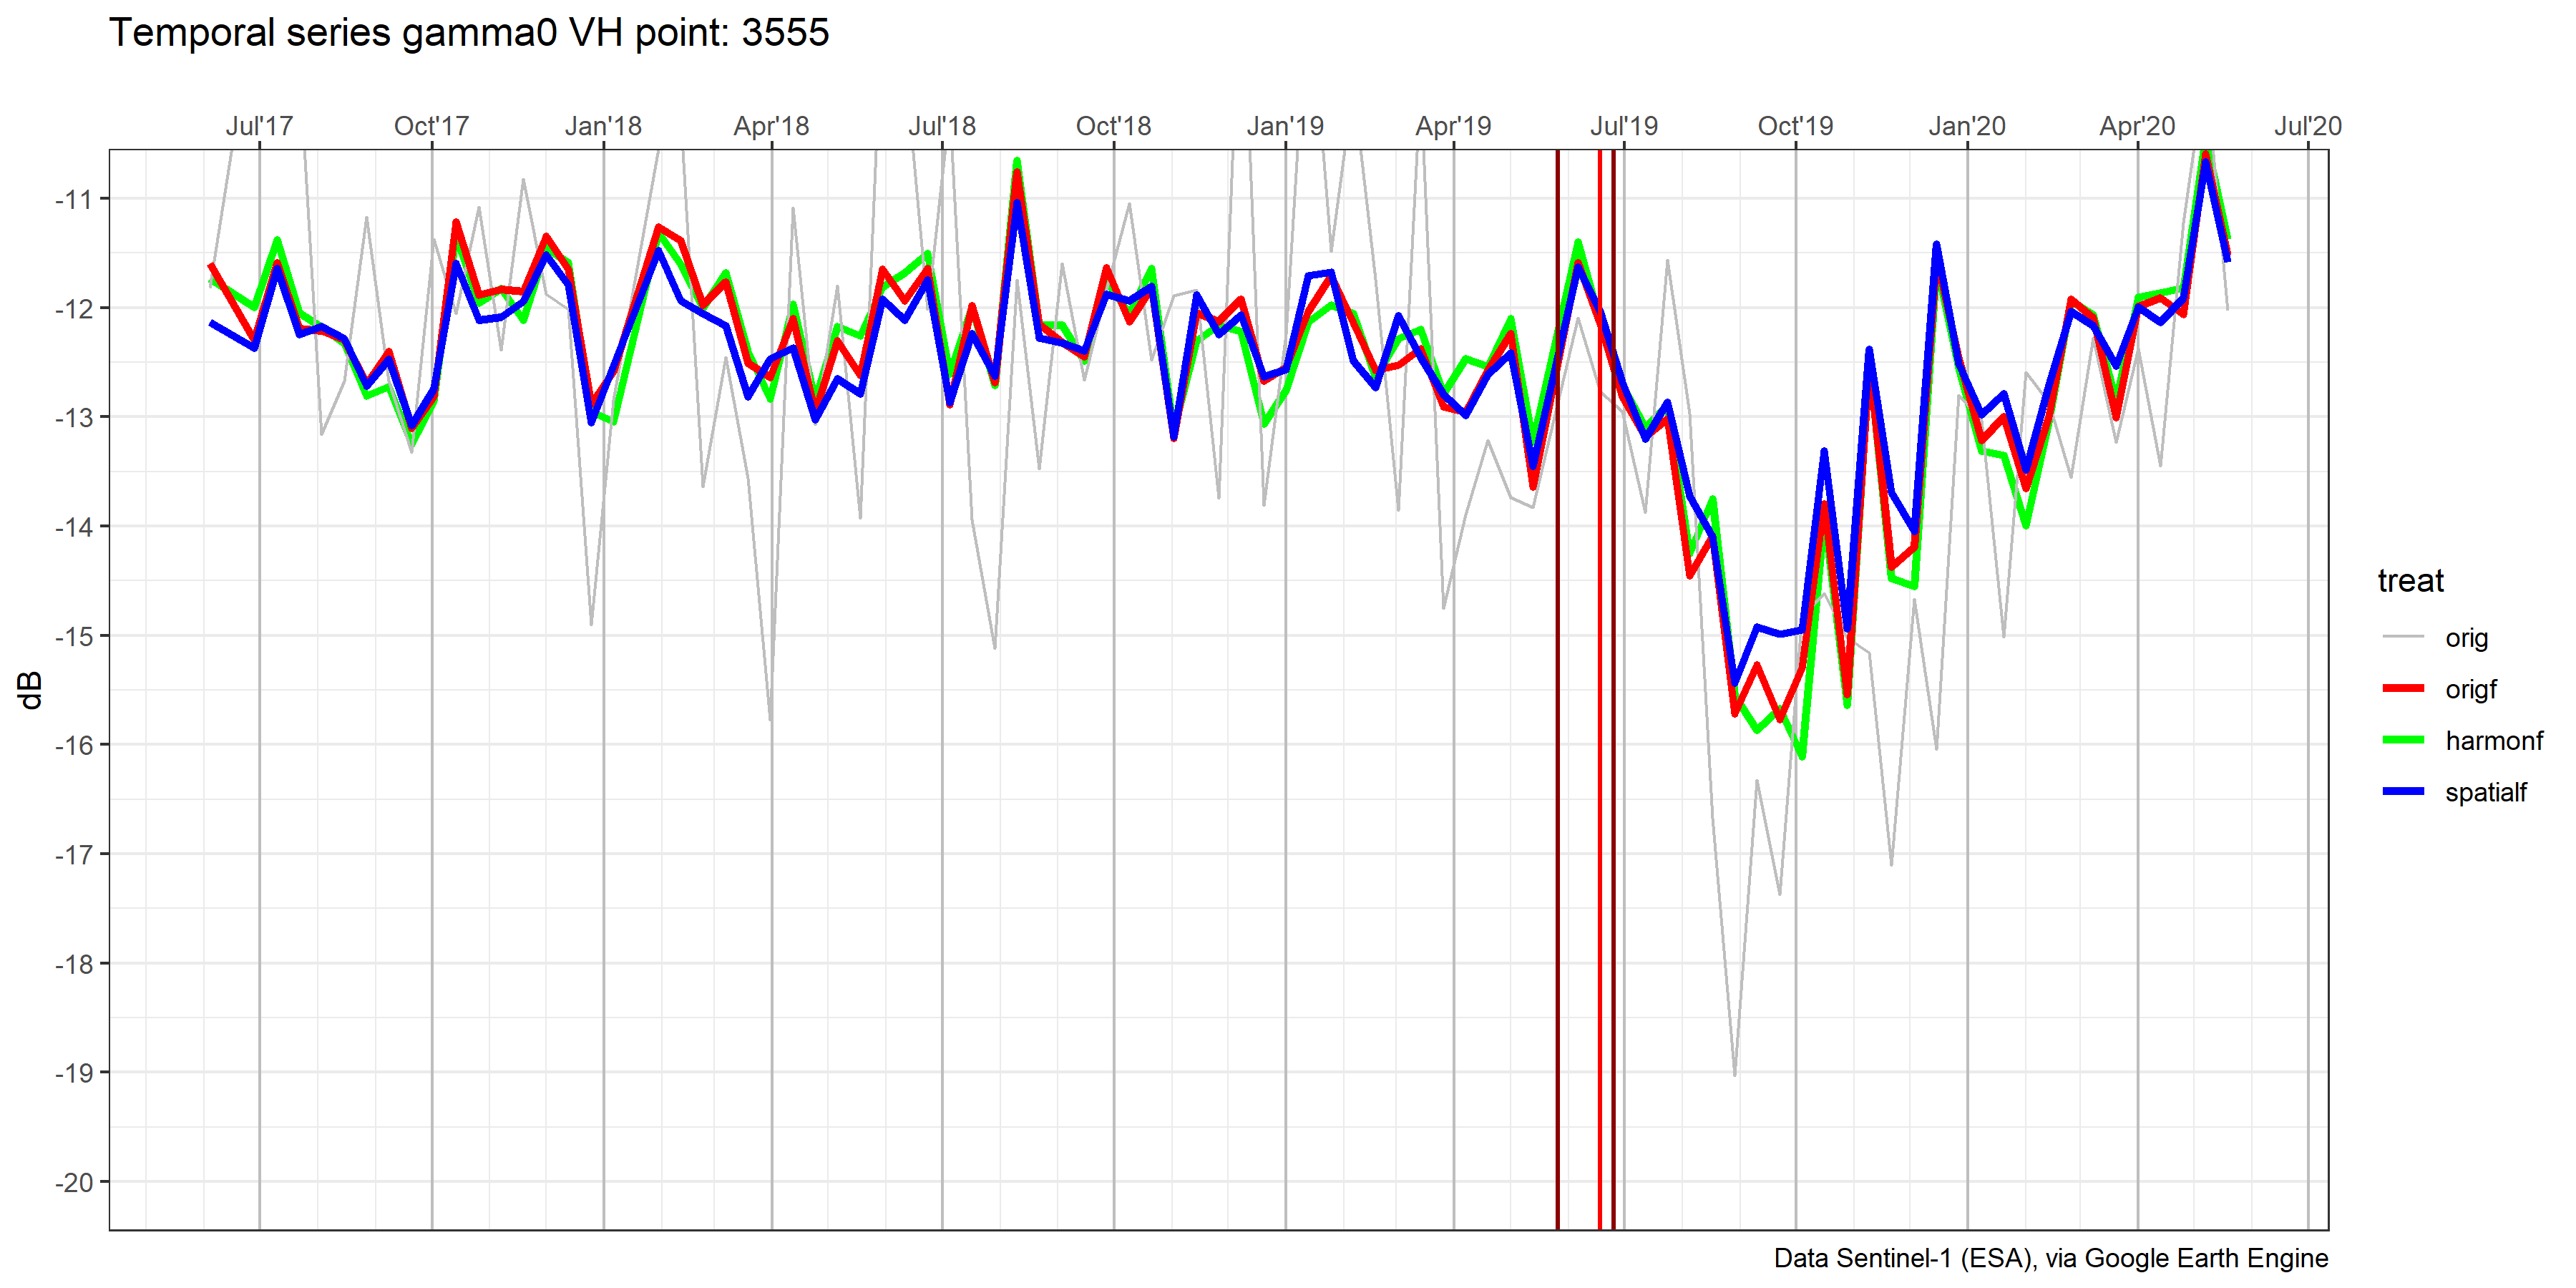 Temporal series gamma0 VH point: 3555
Jul'17 Oct'17 Jan'18 Apr'18 Jul'18 Oct'18 Jan'19 Apr'19 Jul'19 Oct'19 Jan'20 Apr'20 Jul'20
-11
-12
-13
-14
-15
-16
-17
-18
-19
-20
dB
treat
orig
origf
harmonf
spatialf
Data Sentinel-1 (ESA), via Google Earth Engine